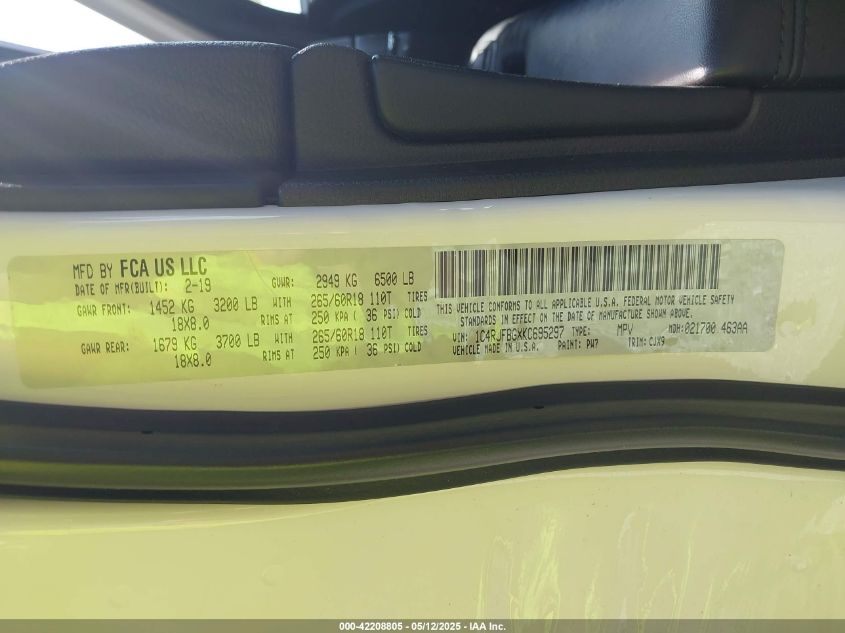 MFD BY FCA US LLC
DATE OF MFR(BUILT): 2-19 GVWR: 2949 KG 6500 LB
GAWR FRONT: 1452 KG 3200 LB WITH 265/60R18 110T TIRES
18X8.0 RIMS AT 250 KPA ( 36 PSI) COLD
GAWR REAR: 1679 KG 3700 LB WITH 265/60R18 110T TIRES
18X8.0 RIMS AT 250 KPA ( 36 PSI) COLD
THIS VEHICLE CONFORMS TO ALL APPLICABLE U.S.A. FEDERAL MOTOR VEHICLE SAFETY
STANDARDS IN EFFECT ON THE DATE OF MANUFACTURE SHOWN ABOVE.
VIN: 1C4RJFBGXKC695297 TYPE: MPV MDH: 021700 463AA
VEHICLE MADE IN U.S.A. PAINT: PW7 TRIM: CJX9
000-42208805 - 05/12/2025 - IAA Inc.